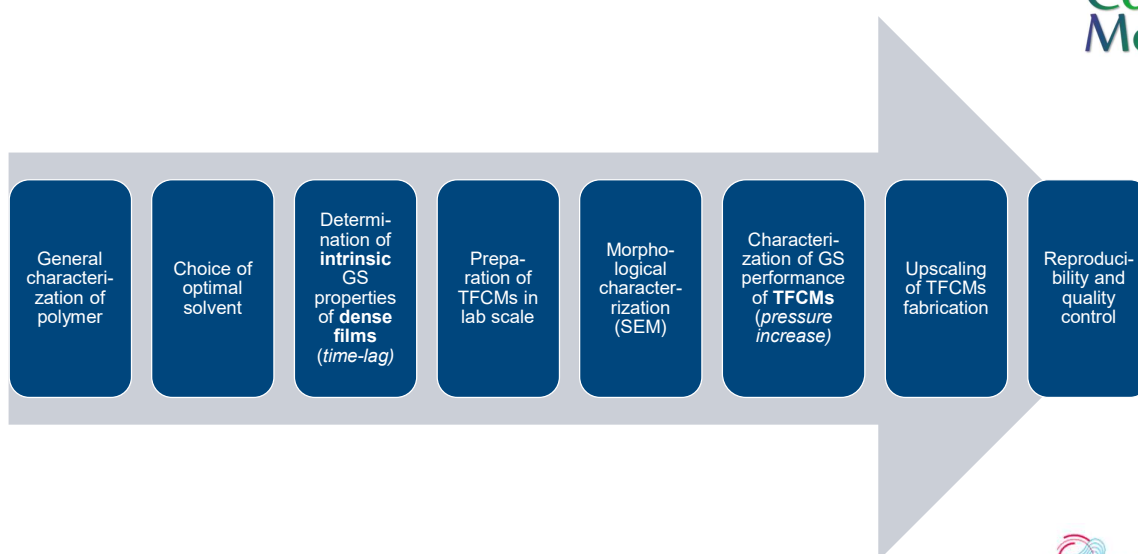 General
characteri-
zation of
polymer
Choice of
optimal
solvent
Determi-
nation of
intrinsic
GS
properties
of dense
films
(time-lag)
Prepa-
ration of
TFCMs in
lab scale
Morpho-
logical
character-
rization
(SEM)
Characteri-
zation of GS
performance
of TFCMs
(pressure
increase)
Upscaling
of TFCMs
fabrication
Reproduci-
bility and
quality
control